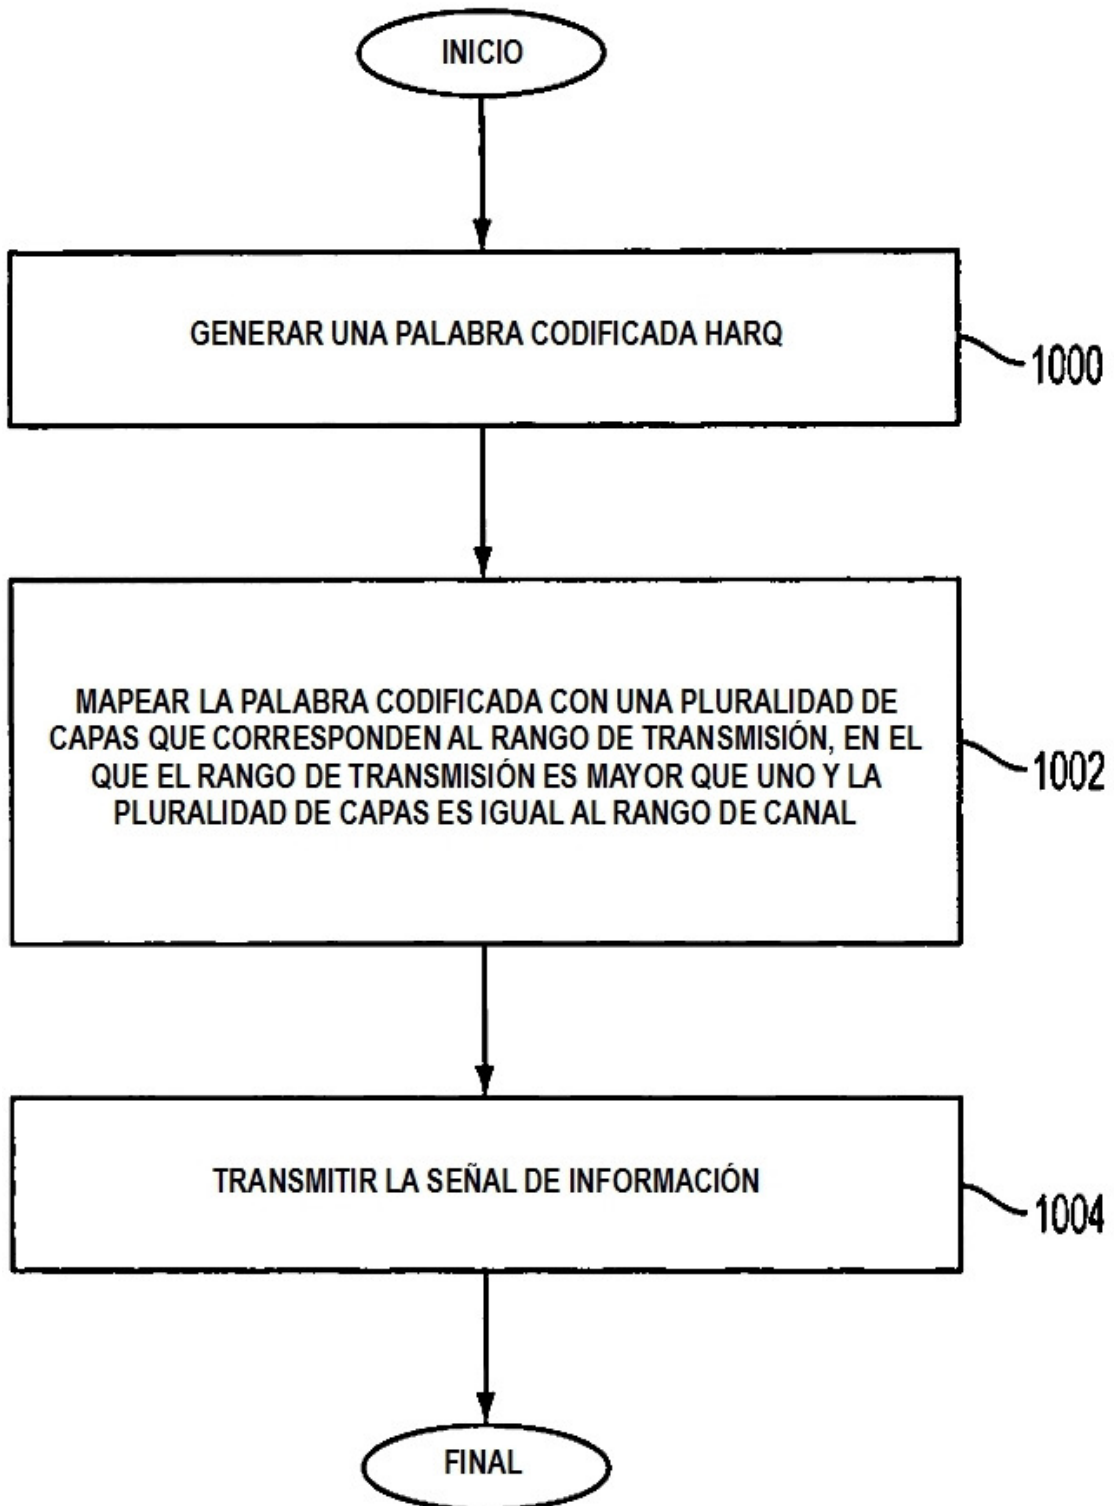 INICIO
GENERAR UNA PALABRA CODIFICADA HARQ
1000
MAPEAR LA PALABRA CODIFICADA CON UNA PLURALIDAD DE
CAPAS QUE CORRESPONDEN AL RANGO DE TRANSMISIÓN, EN EL
QUE EL RANGO DE TRANSMISIÓN ES MAYOR QUE UNO Y LA
PLURALIDAD DE CAPAS ES IGUAL AL RANGO DE CANAL
1002
TRANSMITIR LA SEÑAL DE INFORMACIÓN
1004
FINAL